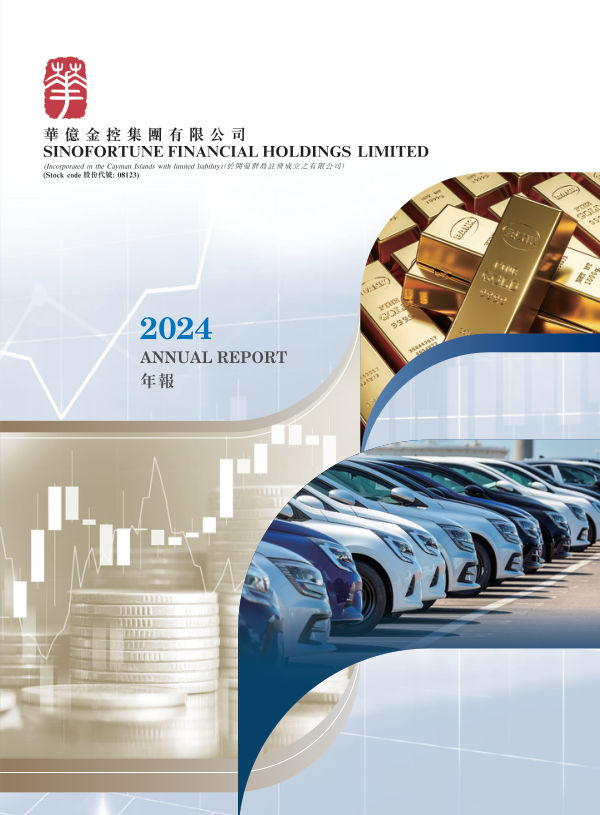 華
華億金控集團有限公司
SINOFORTUNE FINANCIAL HOLDINGS LIMITED
(Incorporated in the Cayman Islands with limited liability)(於開曼群島註冊成立之有限公司)
(Stock code 股份代號: 08123)
2024
ANNUAL REPORT
年報